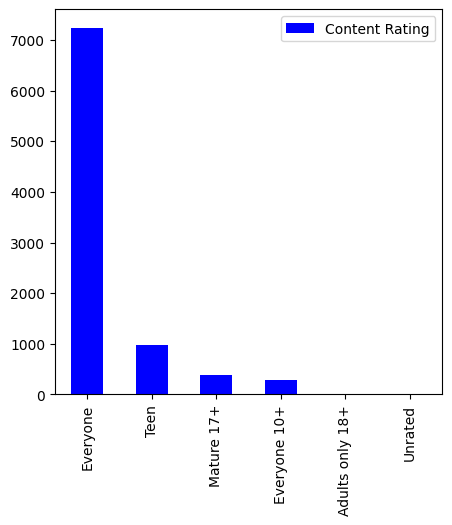 Content Rating
7000
6000
5000
4000
3000
2000
1000
0
Everyone
Teen
Mature 17+
Everyone 10+
Adults only 18+
Unrated